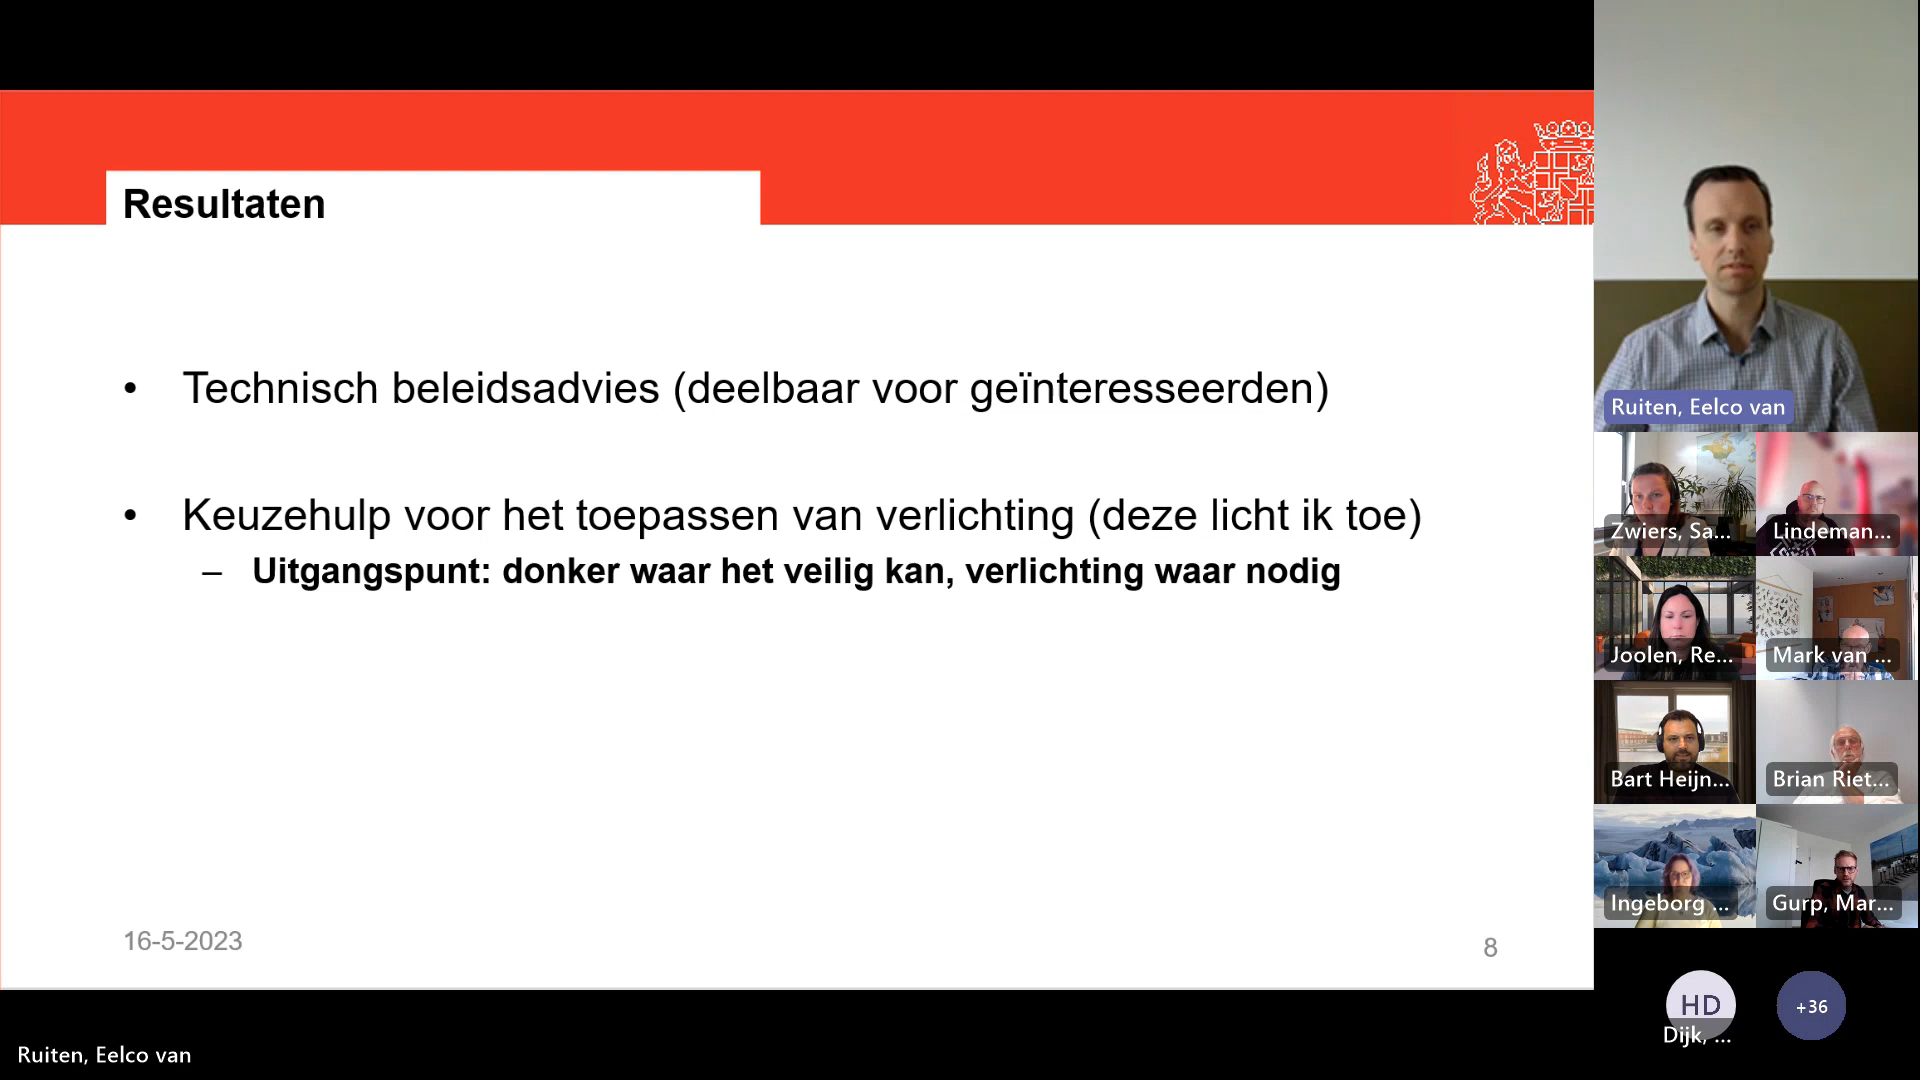 Resultaten
• Technisch beleidsadvies (deelbaar voor geïnteresseerden)
• Keuzehulp voor het toepassen van verlichting (deze licht ik toe)
– Uitgangspunt: donker waar het veilig kan, verlichting waar nodig
16-5-2023
8
Ruiten, Eelco van
Ruiten, Eelco van
Zwiers, Sa...
Lindeman...
Joolen, Re...
Mark van ...
Bart Heijn...
Brian Riet...
Ingeborg ...
Gurp, Mar...
HD
Dijk, ...
+36